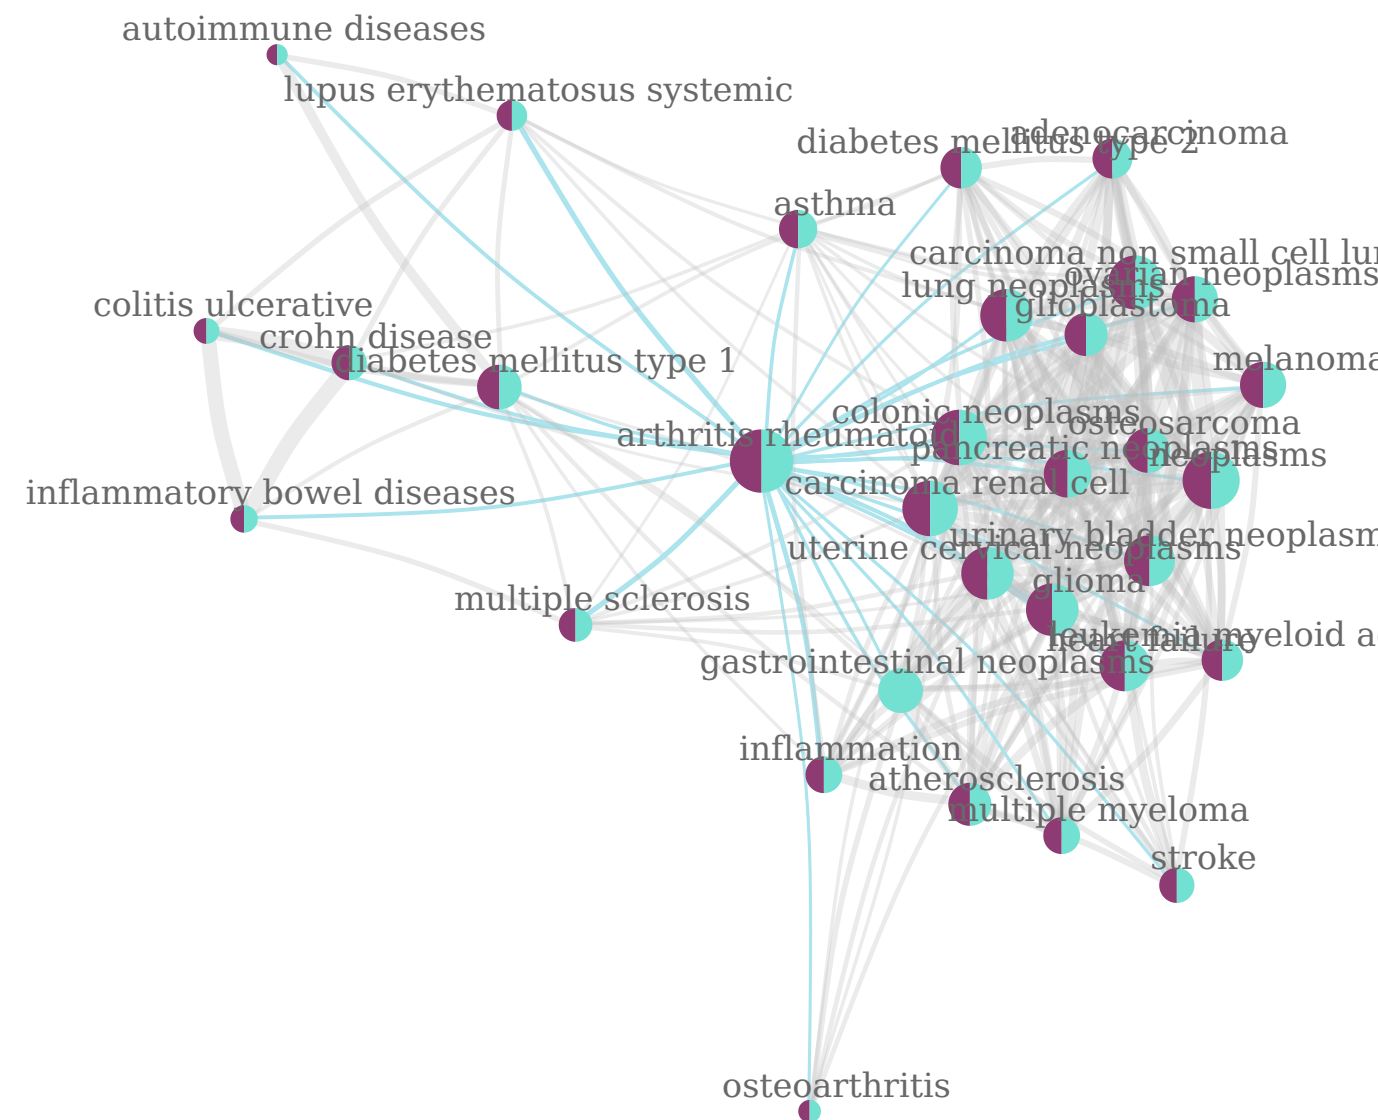 autoimmune diseases
lupus erythematosus systemic
adenocarcinoma
diabetes mellitus type 2
asthma
carcinoma non small cell lu
ovarian neoplasms
lung neoplasms
glioblastoma
colitis ulcerative
crohn disease
diabetes mellitus type 1
melanoma
colonic neoplasms
osteosarcoma
arthritis rheumatoid
pancreatic neoplasms
neoplasms
carcinoma renal cell
inflammatory bowel diseases
urinary bladder neoplasm
uterine cervical neoplasms
glioma
multiple sclerosis
leukemia myeloid a
heart failure
gastrointestinal neoplasms
inflammation
atherosclerosis
multiple myeloma
stroke
osteoarthritis